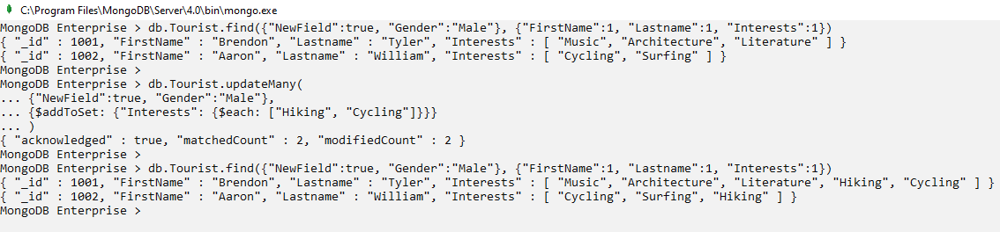 C:\Program Files\MongoDB\Server\4.0\bin\mongo.exe
MongoDB Enterprise > db.Tourist.find({"NewField":true, "Gender":"Male"}, {"FirstName":1, "Lastname":1, "Interests":1})
{ "_id" : 1001, "FirstName" : "Brendon", "Lastname" : "Tyler", "Interests" : [ "Music", "Architecture", "Literature" ] }
{ "_id" : 1002, "FirstName" : "Aaron", "Lastname" : "William", "Interests" : [ "Cycling", "Surfing" ] }
MongoDB Enterprise >
MongoDB Enterprise > db.Tourist.updateMany(
... {"NewField":true, "Gender":"Male"},
... {$addToSet: {"Interests": {$each: ["Hiking", "Cycling"]}}}
... )
{ "acknowledged" : true, "matchedCount" : 2, "modifiedCount" : 2 }
MongoDB Enterprise >
MongoDB Enterprise > db.Tourist.find({"NewField":true, "Gender":"Male"}, {"FirstName":1, "Lastname":1, "Interests":1})
{ "_id" : 1001, "FirstName" : "Brendon", "Lastname" : "Tyler", "Interests" : [ "Music", "Architecture", "Literature", "Hiking", "Cycling" ] }
{ "_id" : 1002, "FirstName" : "Aaron", "Lastname" : "William", "Interests" : [ "Cycling", "Surfing", "Hiking" ] }
MongoDB Enterprise >